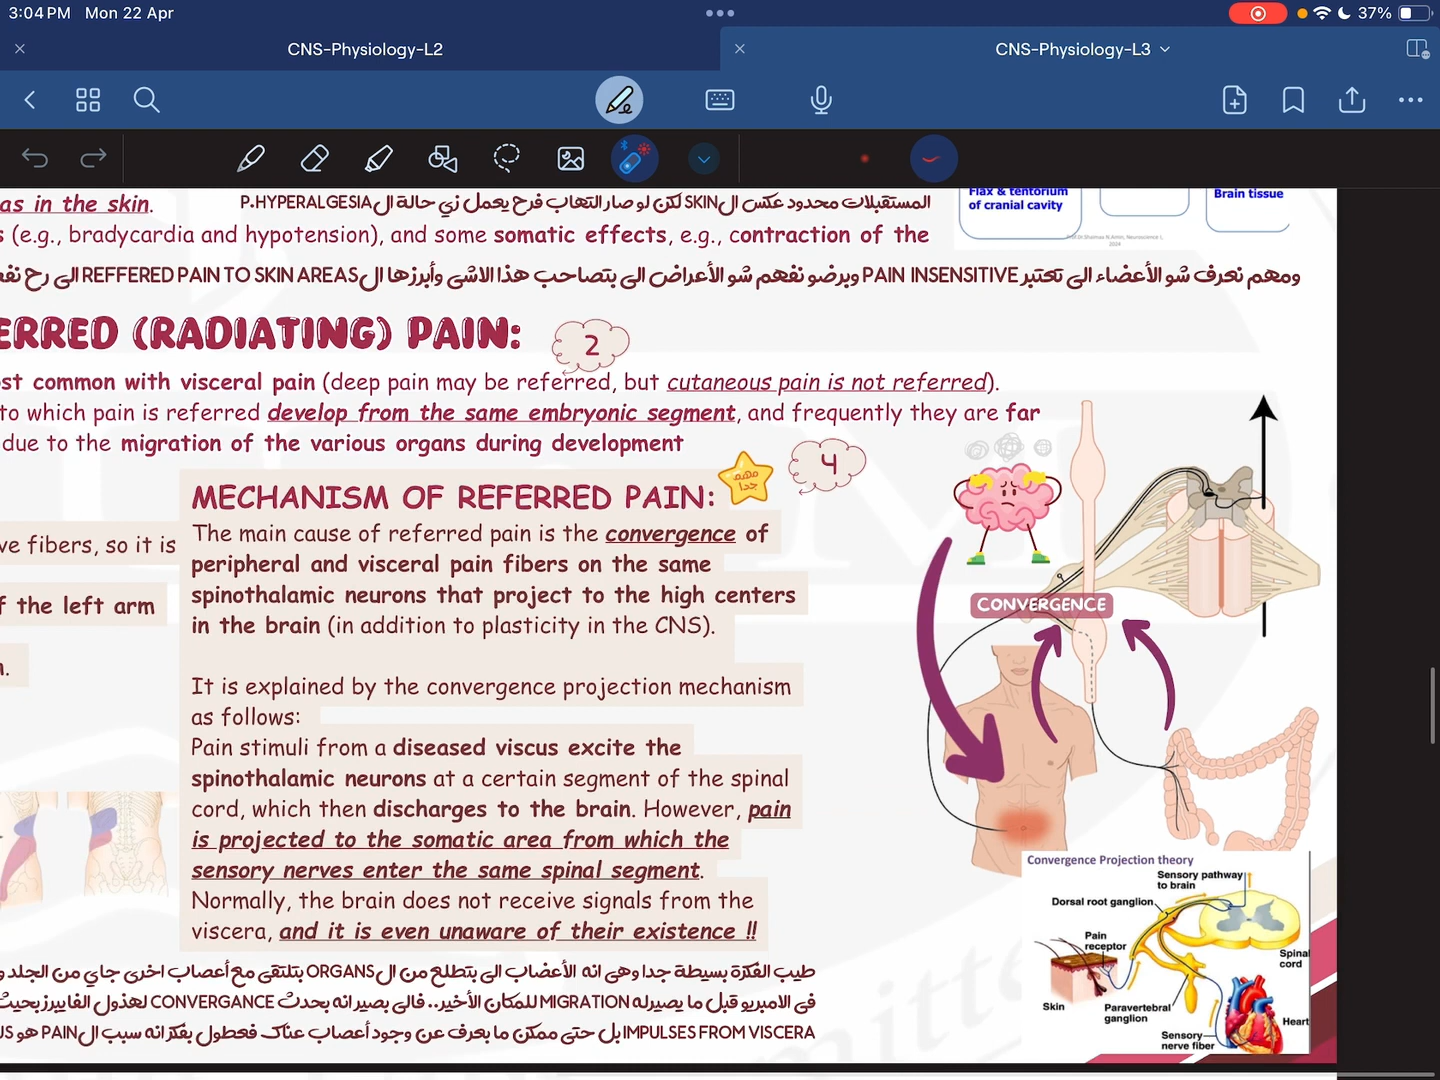 3:04 PM Mon 22 Apr
37%
CNS-Physiology-L2
CNS-Physiology-L3
as in the skin.
المستقبلات محدود عكس ال SKIN لكن لو صار التهاب فرح يعمل زي حالة ال P.HYPERALGESIA
Flax & tentorium
of cranial cavity
Brain tissue
s (e.g., bradycardia and hypotension), and some somatic effects, e.g., contraction of the
Prof.Dr.Shaimaa N.Amin, Neuroscience I,
2024
ومهم نعرف شو الأعضاء الي تعتبر PAIN INSENSITIVE وبرضو نفهم شو الأعراض الي بتصاحب هذا الاشي وأبرزها ال REFFERED PAIN TO SKIN AREAS الي رح
ERRED (RADIATING) PAIN:
2
st common with visceral pain (deep pain may be referred, but cutaneous pain is not referred).
to which pain is referred develop from the same embryonic segment, and frequently they are far
due to the migration of the various organs during development
4
MECHANISM OF REFERRED PAIN:
مهم
جدا
The main cause of referred pain is the convergence of
ve fibers, so it is
peripheral and visceral pain fibers on the same
spinothalamic neurons that project to the high centers
f the left arm
in the brain (in addition to plasticity in the CNS).
CONVERGENCE
It is explained by the convergence projection mechanism
as follows:
Pain stimuli from a diseased viscus excite the
spinothalamic neurons at a certain segment of the spinal
cord, which then discharges to the brain. However, pain
is projected to the somatic area from which the
sensory nerves enter the same spinal segment.
Normally, the brain does not receive signals from the
viscera, and it is even unaware of their existence !!
Convergence Projection theory
Sensory pathway
to brain
Dorsal root ganglion
Pain
receptor
Spinal
cord
Skin
Paravertebral
ganglion
Heart
Sensory
nerve fiber
طيب الفكرة بسيطة جدا وهي انه الأعضاب الي بتطلع من ال ORGANS بتلتقي مع أعصاب اخرى جاي من الجلد
في الامبريو قبل ما يصيرله MIGRATION للمكان الأخير.. فالي بصير انه بحدث CONVERGANCE لهذول الفايبرز بحيث
IMPULSES FROM VISCERA بل حتى ممكن ما بعرف عن وجود أعصاب عناك فعطول بفكر انه سبب ال PAIN هو